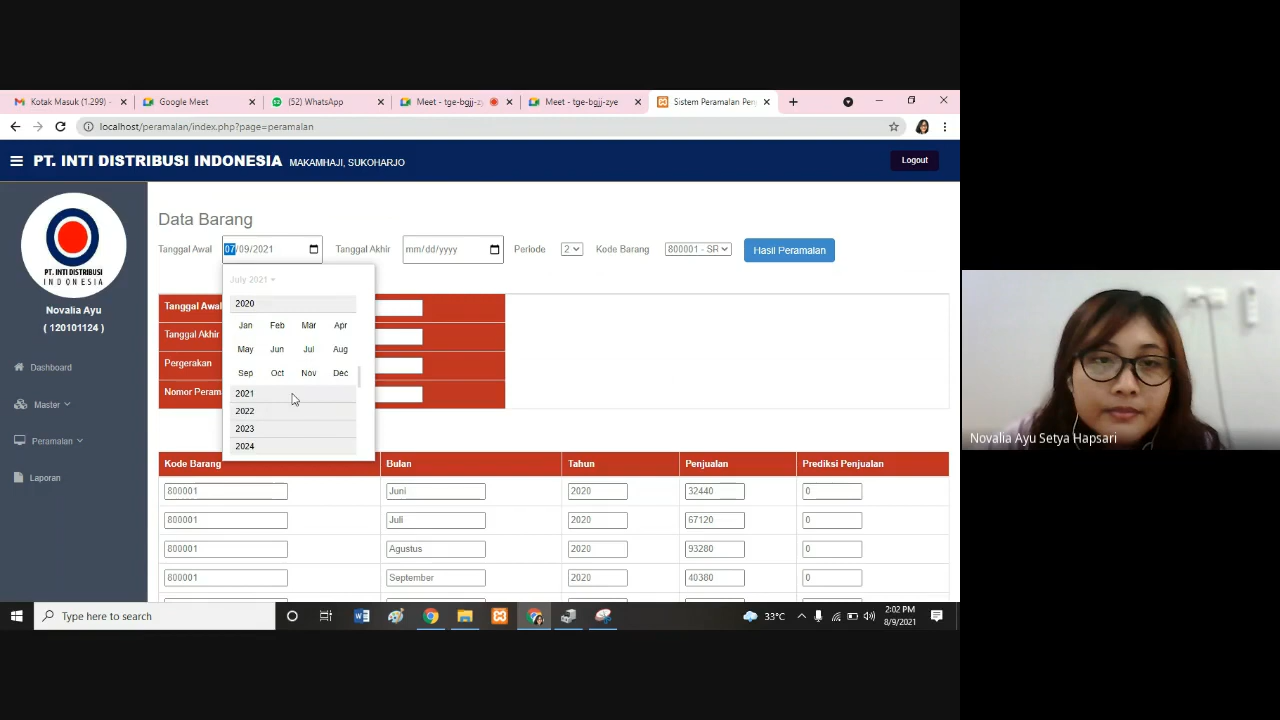 Kotak Masuk (1.299) -
Google Meet
(52) WhatsApp
Meet - tge-bgjj-zy
Meet - tge-bgjj-zye
Sistem Peramalan Pen
localhost/peramalan/index.php?page=peramalan
PT. INTI DISTRIBUSI INDONESIA MAKAMHAJI, SUKOHARJO
Logout
PT. INTI DISTRIBUSI
INDONESIA
Novalia Ayu
( 120101124 )
Dashboard
Master
Peramalan
Laporan
Data Barang
Tanggal Awal 07/09/2021 Tanggal Akhir mm/dd/yyyy Periode 2 Kode Barang 800001 - SR Hasil Peramalan
July 2021
2020
Jan Feb Mar Apr
May Jun Jul Aug
Sep Oct Nov Dec
2021
2022
2023
2024
Tanggal Awa
Tanggal Akhir
Pergerakan
Nomor Peram
Kode Barang Bulan Tahun Penjualan Prediksi Penjualan
800001 Juni 2020 32440 0
800001 Juli 2020 67120 0
800001 Agustus 2020 93280 0
800001 September 2020 40380 0
Type here to search
33°C
2:02 PM
8/9/2021
Novalia Ayu Setya Hapsari